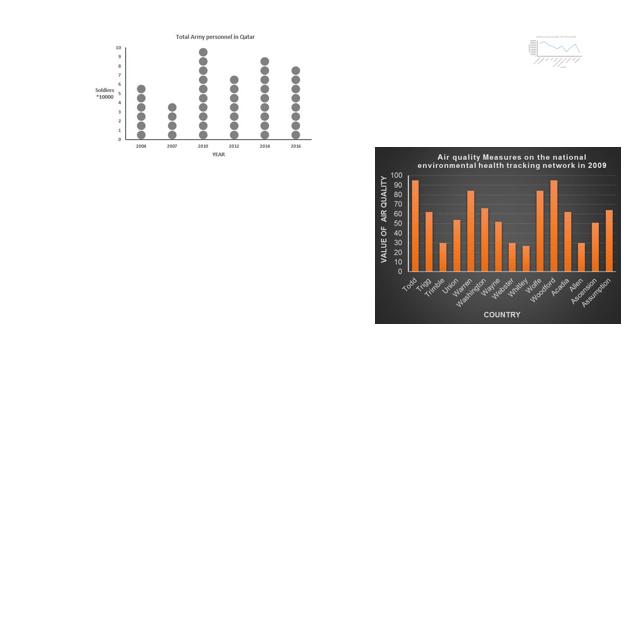 Total Army personnel in Qatar
10
9
8
7
6
5
4
3
2
1
0
Soldies
*10000
2004
2007
2010
2012
2014
2016
YEAR
Air quality Measures on the national
environmental health tracking network in 2009
VALUE OF AIR QUALITY
100
90
80
70
60
50
40
30
20
10
0
Todd
Trigg
Trimble
Union
Warren
Washington
Wayne
Webster
Whitley
Wolfe
Woodford
Acadia
Allen
Ascension
Assumption
COUNTRY